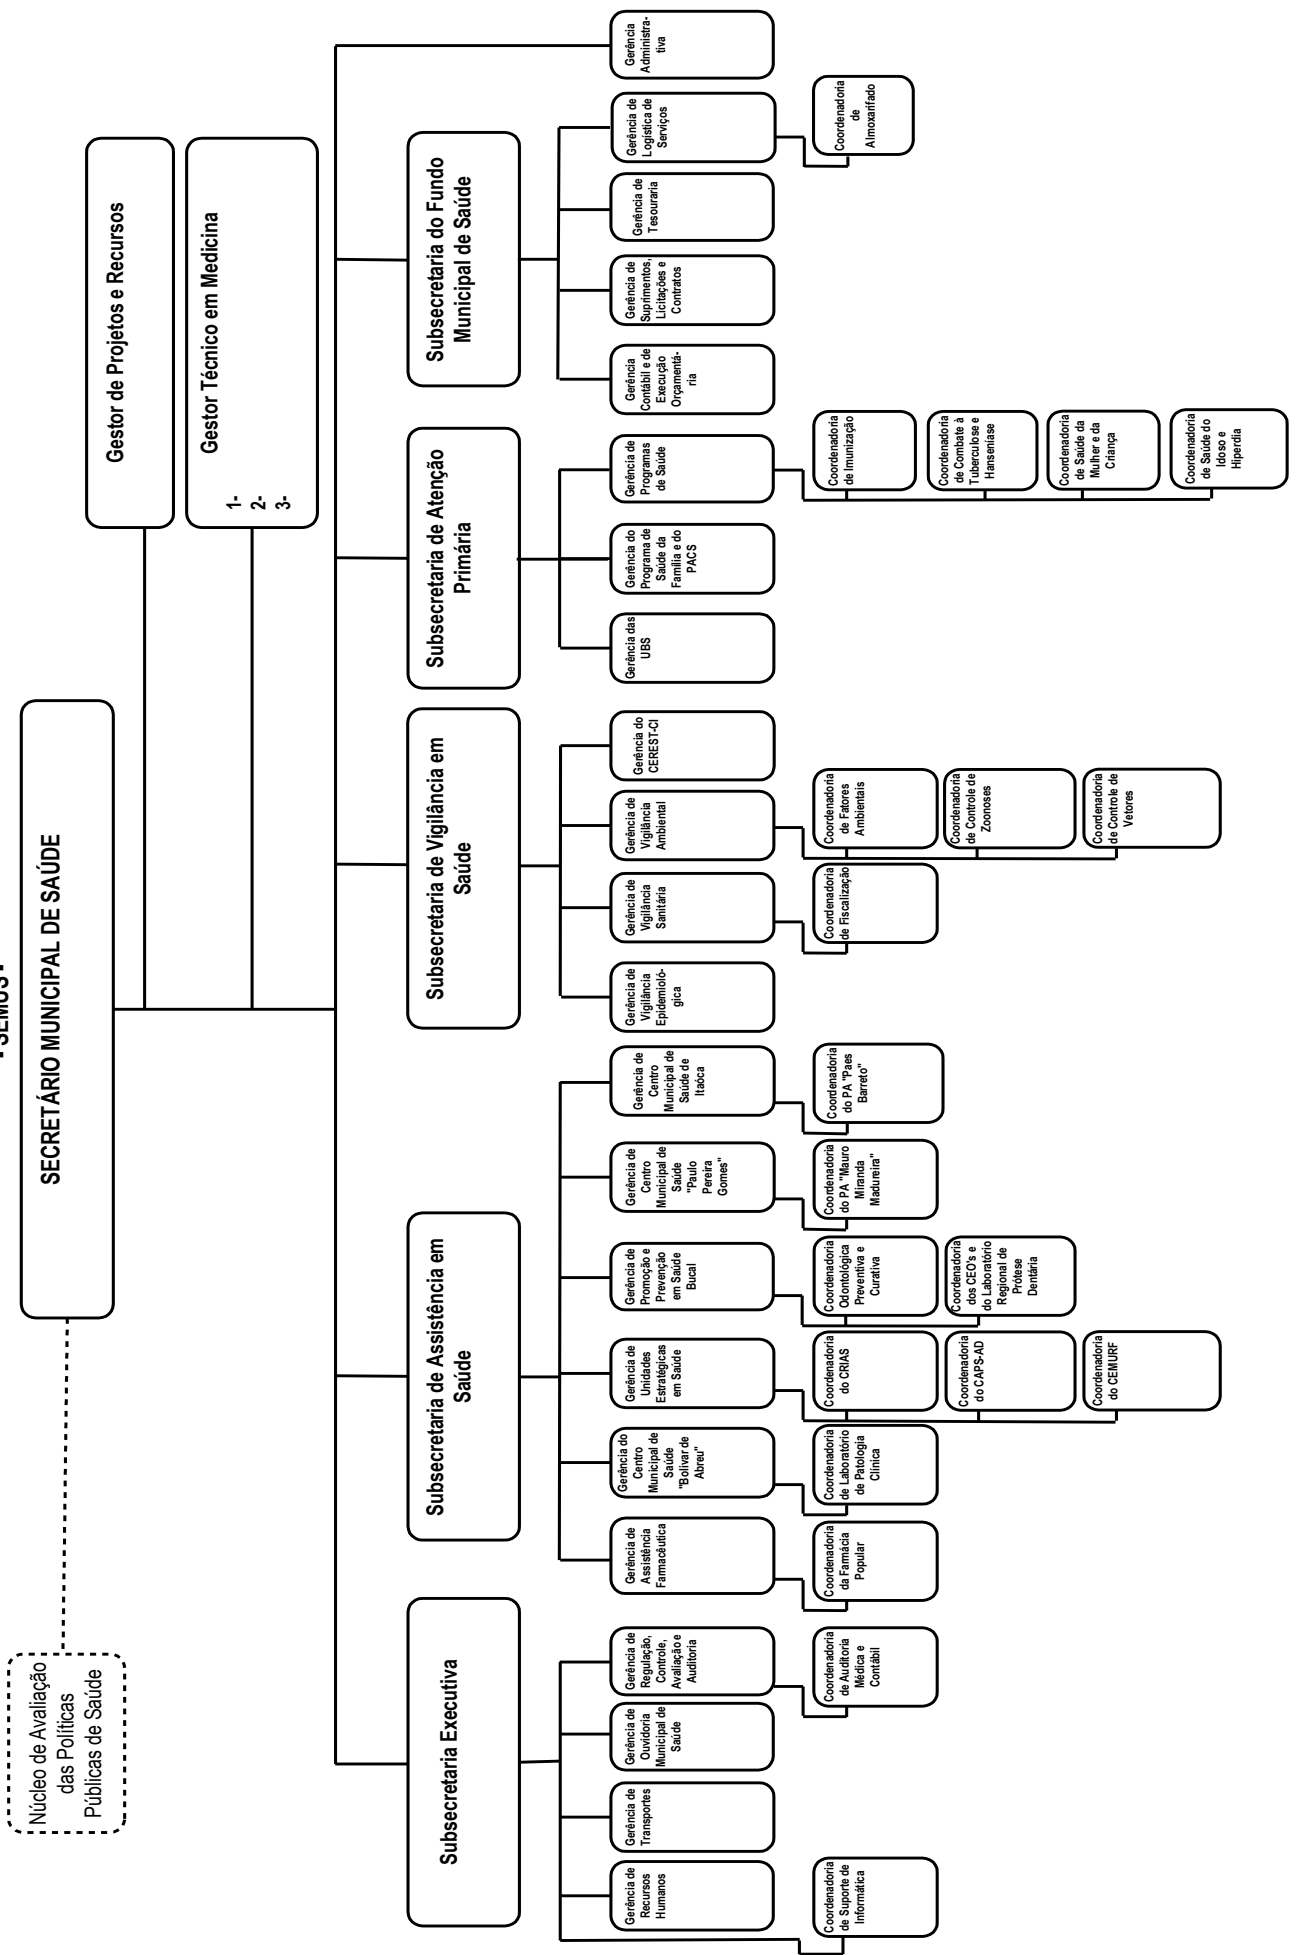 - SEMUS -
SECRETÁRIO MUNICIPAL DE SAÚDE
Núcleo de Avaliação
das Políticas
Públicas de Saúde
Gestor de Projetos e Recursos
Gestor Técnico em Medicina
1-
2-
3-
Subsecretaria Executiva
Subsecretaria de Assistência em
Saúde
Subsecretaria de Vigilância em
Saúde
Subsecretaria de Atenção
Primária
Subsecretaria do Fundo
Municipal de Saúde
Gerência de
Recursos
Humanos
Gerência de
Transportes
Gerência de
Ouvidoria
Municipal de
Saúde
Gerência de
Regulação,
Controle,
Avaliação e
Auditoria
Gerência de
Assistência
Farmacêutica
Gerência do
Centro
Municipal de
Saúde
"Bolivar de
Abreu"
Gerência de
Unidades
Estratégicas
em Saúde
Gerência de
Promoção e
Prevenção
em Saúde
Bucal
Gerência de
Centro
Municipal de
Saúde
"Paulo
Pereira
Gomes"
Gerência de
Centro
Municipal de
Saúde de
Itaóca
Gerência de
Vigilância
Epidemioló-
gica
Gerência de
Vigilância
Sanitária
Gerência de
Vigilância
Ambiental
Gerência do
CEREST-CI
Gerência das
UBS
Gerência do
Programa de
Saúde da
Família e do
PACS
Gerência de
Programas
de Saúde
Gerência
Contábil e de
Execução
Orçamentá-
ria
Gerência de
Suprimentos,
Licitações e
Contratos
Gerência de
Tesouraria
Gerência de
Logística de
Serviços
Gerência
Administra-
tiva
Coordenadoria
de Suporte de
Informática
Coordenadoria
de Auditoria
Médica e
Contábil
Coordenadoria
da Farmácia
Popular
Coordenadoria
de Laboratório
de Patologia
Clínica
Coordenadoria
do CRIAS
Coordenadoria
do CAPS-AD
Coordenadoria
do CEMURF
Coordenadoria
Odontológica
Preventiva e
Curativa
Coordenadoria
dos CEO's e
do Laboratório
Regional de
Prótese
Dentária
Coordenadoria
do PA "Mauro
Miranda
Madureira"
Coordenadoria
do PA "Paes
Barreto"
Coordenadoria
de Fiscalização
Coordenadoria
de Fatores
Ambientais
Coordenadoria
de Controle de
Zoonoses
Coordenadoria
de Controle de
Vetores
Coordenadoria
de Imunização
Coordenadoria
de Combate à
Tuberculose e
Hanseníase
Coordenadoria
de Saúde da
Mulher e da
Criança
Coordenadoria
de Saúde do
Idoso e
Hiperdia
Coordenadoria
de
Almoxarifado